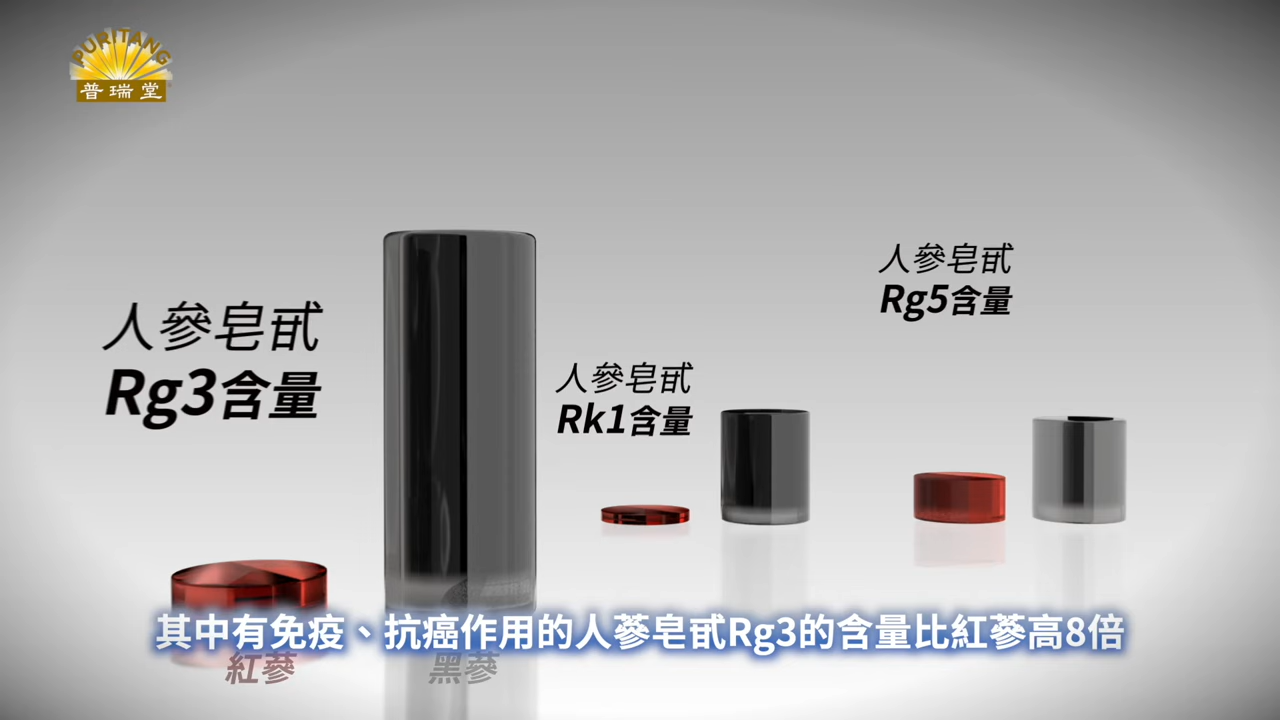 PURITANG
普瑞堂
人參皂甙
Rg3含量
人參皂甙
Rk1含量
人參皂甙
Rg5含量
其中有免疫、抗癌作用的人蔘皂甙Rg3的含量比紅蔘高8倍
紅蔘
黑蔘